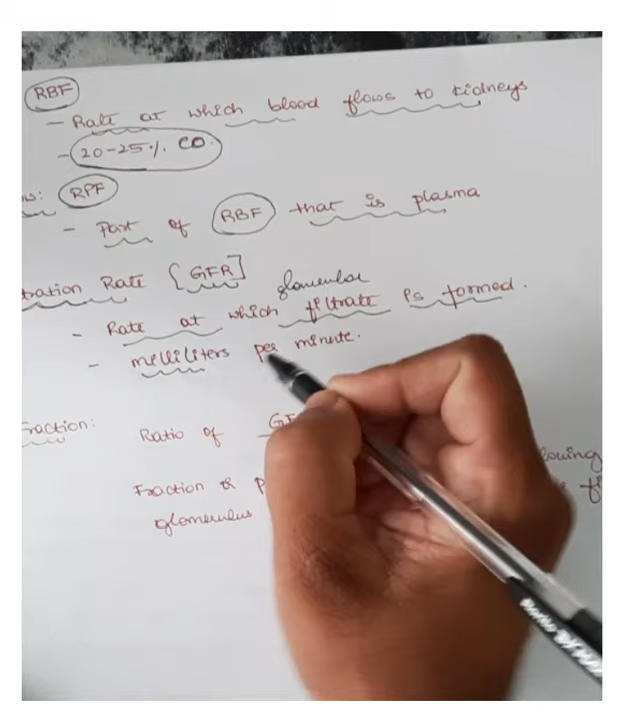 RBF
- Rate at which blood flows to kidneys
- 20-25%. CO.
RPF
- Part of RBF that is plasma
Rate [GFR]
glomerular
- Rate at which filtrate is formed.
- milliliters per minute.
Ratio of
Fraction of
glomerulus